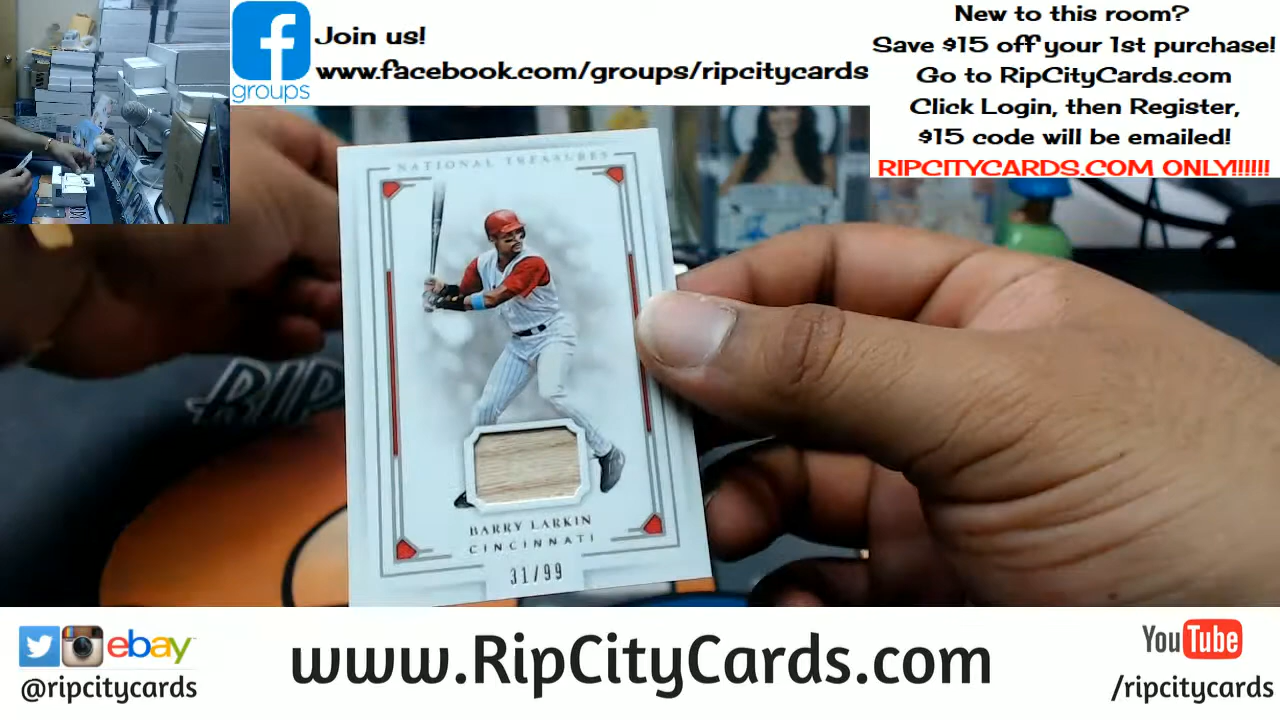 groups
Join us!
www.facebook.com/groups/ripcitycards
New to this room?
Save $15 off your 1st purchase!
Go to RipCityCards.com
Click Login, then Register,
$15 code will be emailed!
RIPCITYCARDS.COM ONLY!!!!!!
NATIONAL TREASURES
RIP
BARRY LARKIN
CINCINNATI
31/99
ebay
@ripcitycards
www.RipCityCards.com
YouTube
/ripcitycards